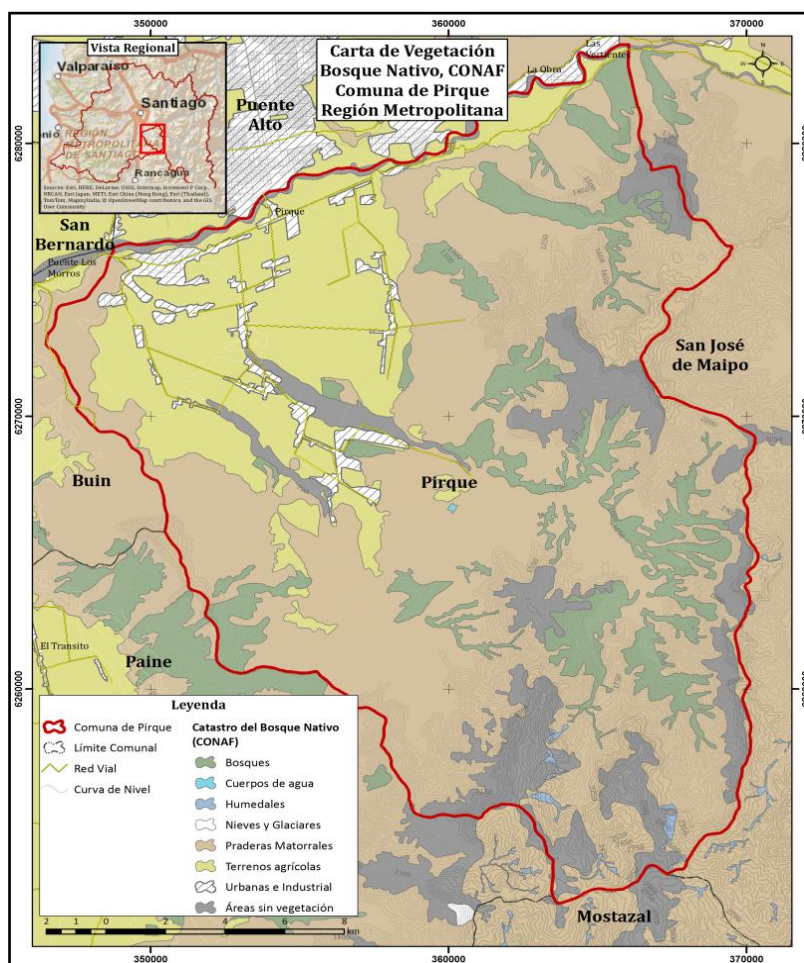 350000
360000
370000
Vista Regional
Valparaíso
Santiago
REGIÓN
METROPOLITANA
DE SANTIAGO
Rancagua
Sources: Esri, HERE, DeLorme, USGS, Intermap, increment P Corp.,
NRCAN, Esri Japan, METI, Esri China (Hong Kong), Esri (Thailand),
TomTom, MapmyIndia, © OpenStreetMap contributors, and the GIS
User Community
Carta de Vegetación
Bosque Nativo, CONAF
Comuna de Pirque
Región Metropolitana
Las
Vertientes
La Obra
N
W
E
S
Puente
Alto
6280000
Pirque
San
Bernardo
Puente Los
Morros
San José
de Maipo
6270000
Buin
Pirque
El Transito
Paine
6260000
Leyenda
Comuna de Pirque
Límite Comunal
Red Vial
Curva de Nivel
Catastro del Bosque Nativo
(CONAF)
Bosques
Cuerpos de agua
Humedales
Nieves y Glaciares
Praderas Matorrales
Terrenos agrícolas
Urbanas e Industrial
Áreas sin vegetación
2 1 0 2 4 6 8
km
Mostazal
350000
360000
370000